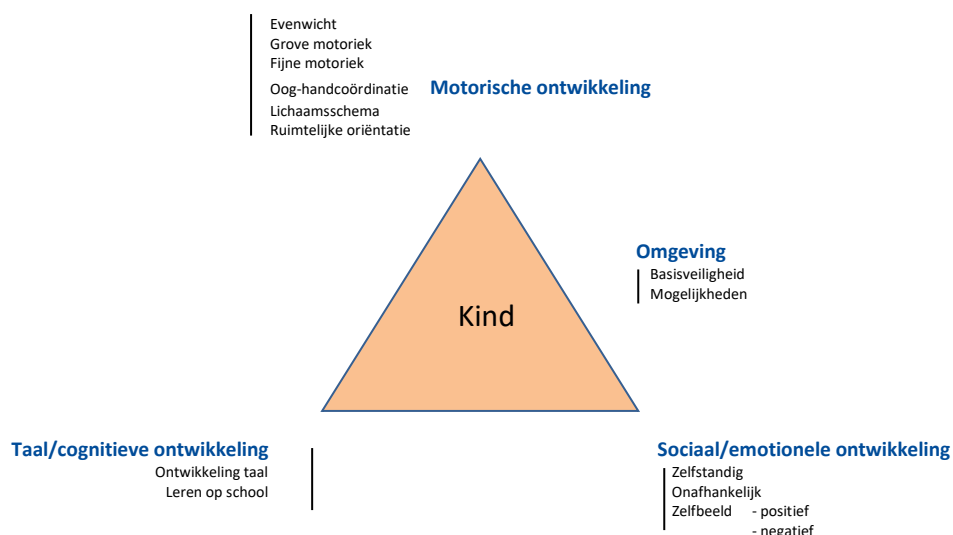 Evenwicht
Grove motoriek
Fijne motoriek
Oog-handcoördinatie Motorische ontwikkeling
Lichaamsschema
Ruimtelijke oriëntatie
Omgeving
Basisveiligheid
Mogelijkheden
Kind
Taal/cognitieve ontwikkeling
Ontwikkeling taal
Leren op school
Sociaal/emotionele ontwikkeling
Zelfstandig
Onafhankelijk
Zelfbeeld - positief
- negatief